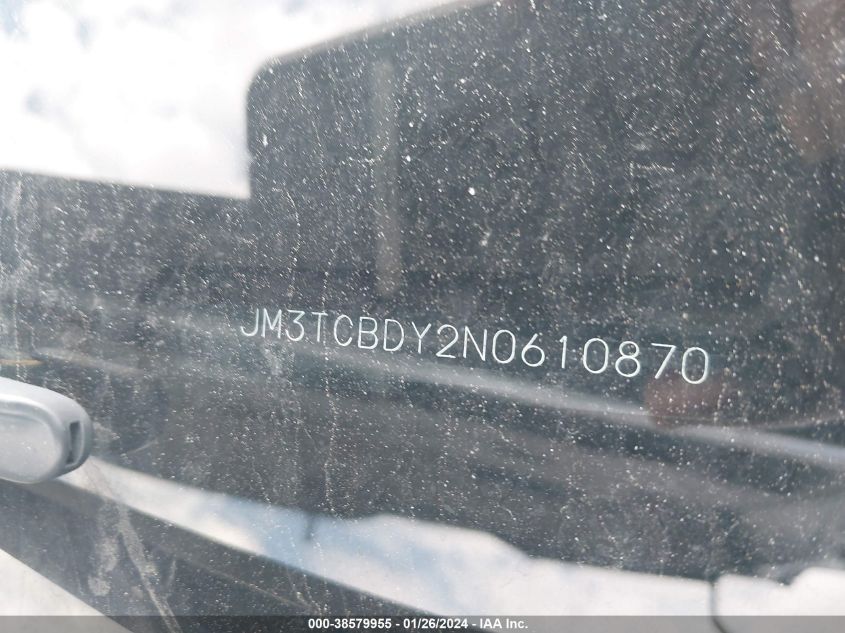 JM3TCBDY2N0610870
000-38579955 - 01/26/2024 - IAA Inc.